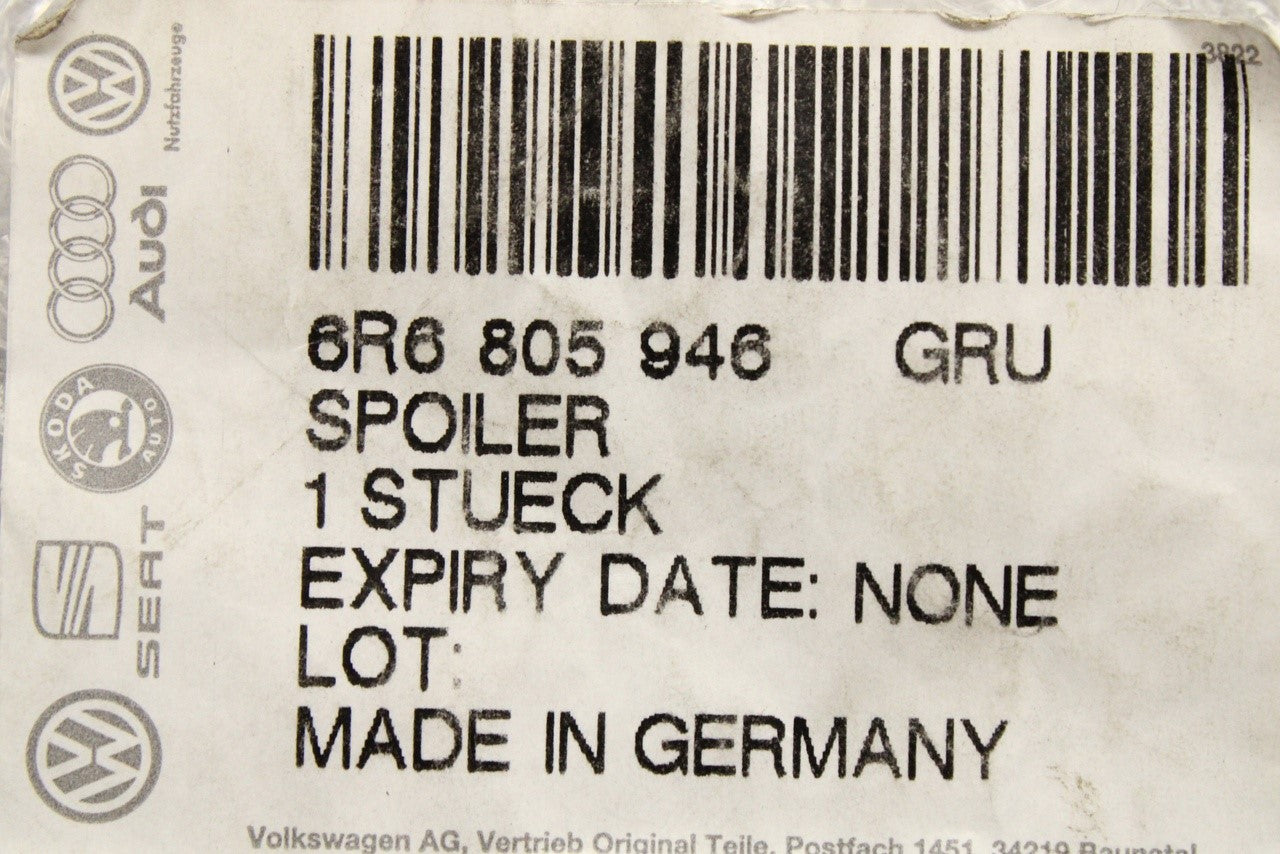 3822
6R6 805 946 GRU
SPOILER
1 STUECK
EXPIRY DATE: NONE
LOT:
MADE IN GERMANY
Volkswagen AG, Vertrieb Original Teile, Postfach 1451, 34219 Baunatal
Nutzfahrzeuge
Audi
ŠKODA AUTO
SEAT